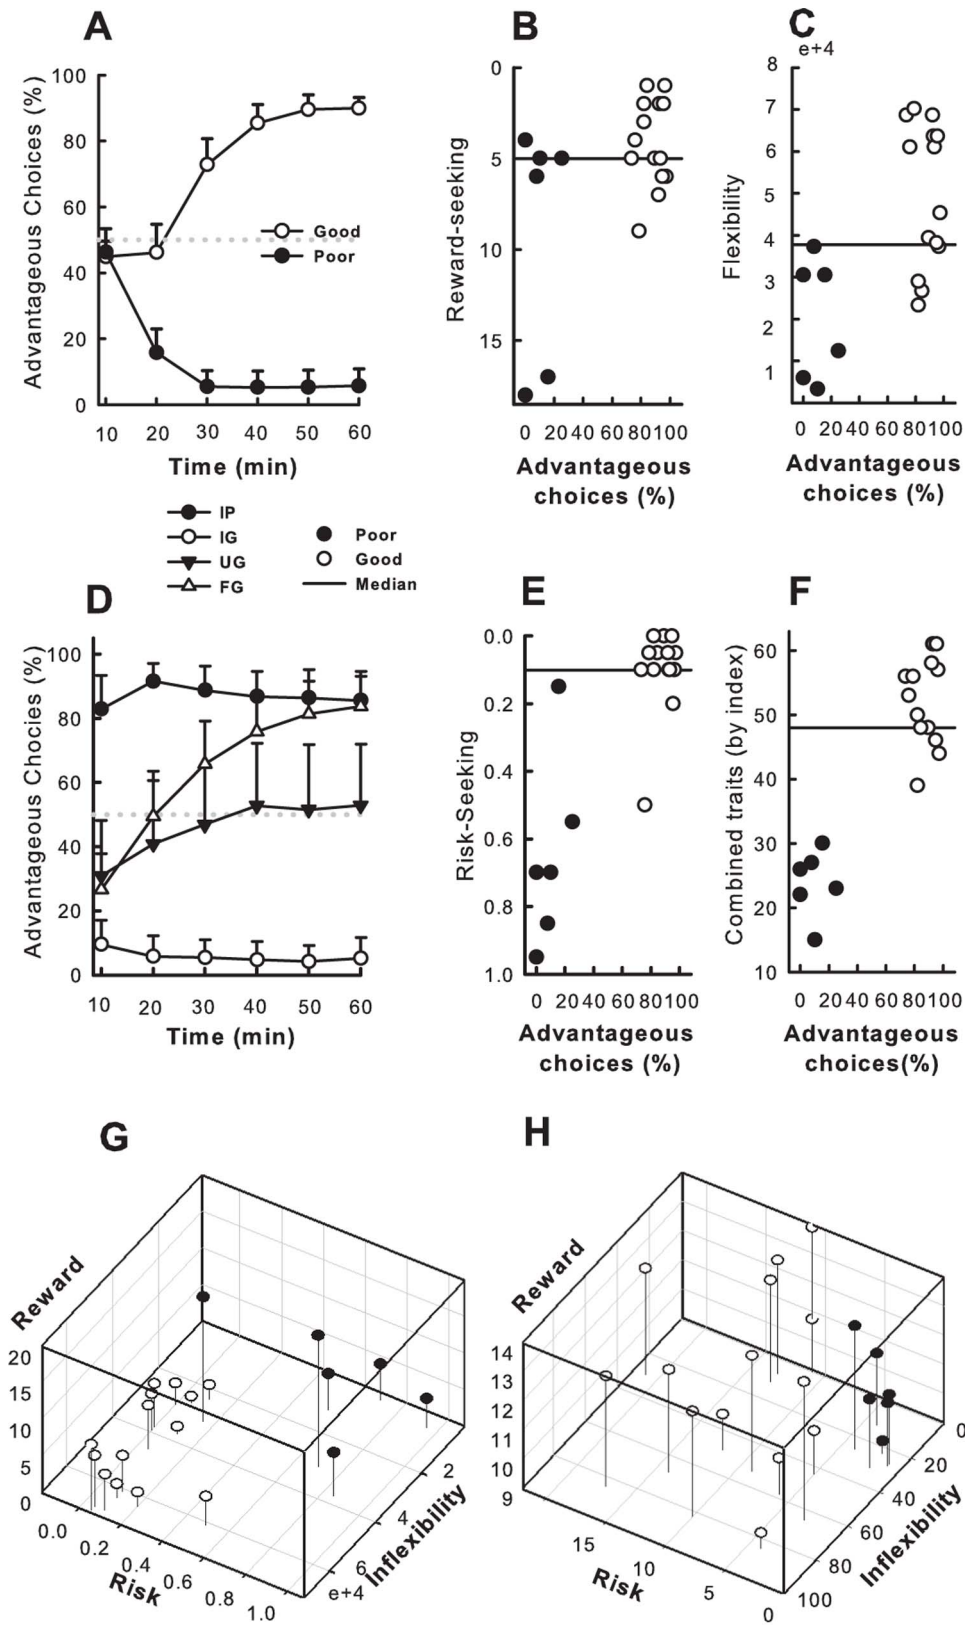 A
B
C
e+4
Advantageous Choices (%)
100
80
60
40
20
0
Good
Poor
10 20 30 40 50 60
Time (min)
Reward-seeking
0
5
10
15
0 20 40 60 80 100
Advantageous
choices (%)
Flexibility
8
7
6
5
4
3
2
1
0 20 40 60 80 100
Advantageous
choices (%)
IP
IG
UG
FG
Poor
Good
Median
D
E
F
Advantageous Chocies (%)
100
80
60
40
20
0
10 20 30 40 50 60
Time (min)
Risk-Seeking
0.0
0.2
0.4
0.6
0.8
1.0
0 20 40 60 80 100
Advantageous
choices (%)
Combined traits (by index)
60
50
40
30
20
10
0 20 40 60 80 100
Advantageous
choices(%)
G
H
Reward
20
15
10
5
0
0.0
0.2
0.4
0.6
0.8
1.0
Risk
2
4
6
e+4
Inflexibility
Reward
14
13
12
11
10
9
15
10
5
0
Risk
0
20
40
60
80
100
Inflexibility